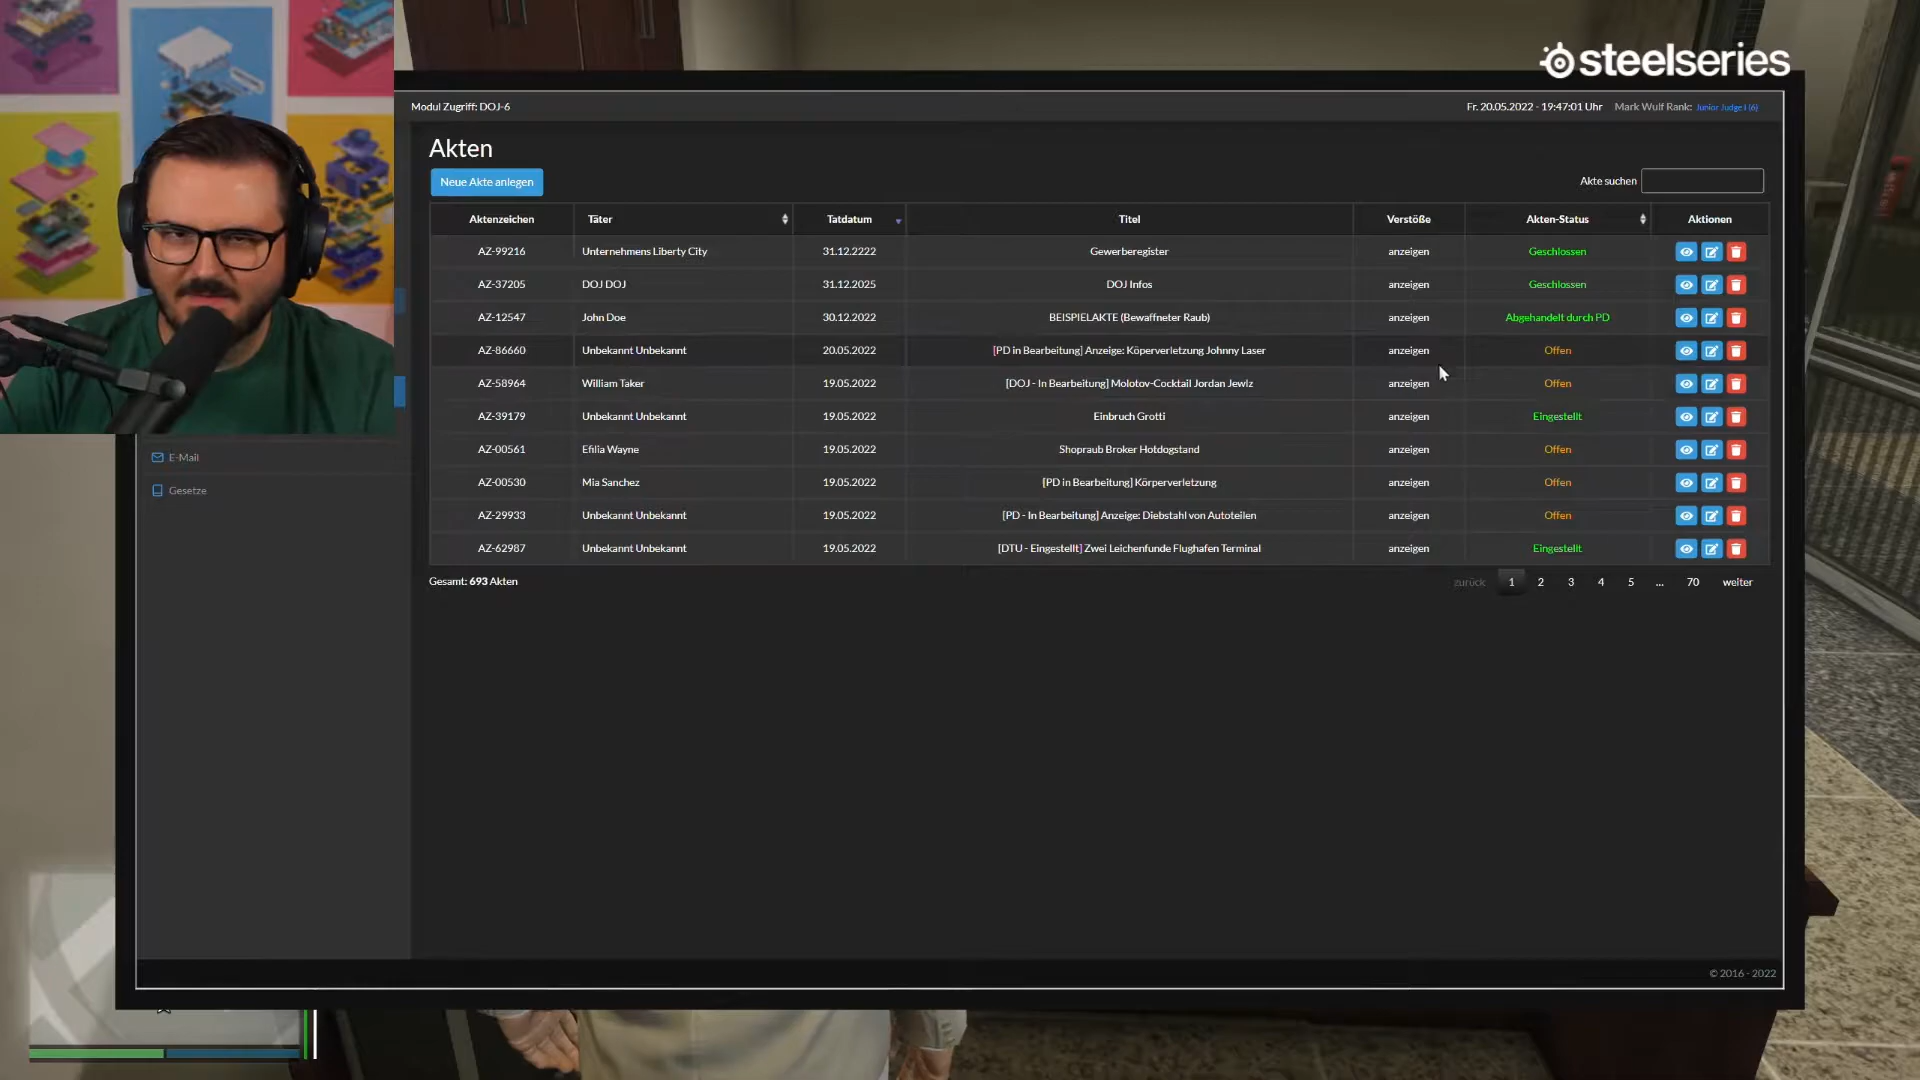 steelseries
Modul Zugriff: DOJ-6
Fr. 20.05.2022 - 19:47:01 Uhr Mark Wulf Rank: Junior Judge I (6)
Akten
Neue Akte anlegen
Akte suchen
Aktenzeichen Täter Tatdatum Titel Verstöße Akten-Status Aktionen
AZ-99216 Unternehmens Liberty City 31.12.2222 Gewerberegister anzeigen Geschlossen
AZ-37205 DOJ DOJ 31.12.2025 DOJ Infos anzeigen Geschlossen
AZ-12547 John Doe 30.12.2022 BEISPIELAKTE (Bewaffneter Raub) anzeigen Abgehandelt durch PD
AZ-86660 Unbekannt Unbekannt 20.05.2022 [PD in Bearbeitung] Anzeige: Köperverletzung Johnny Laser anzeigen Offen
AZ-58964 William Taker 19.05.2022 [DOJ - In Bearbeitung] Molotov-Cocktail Jordan Jewlz anzeigen Offen
AZ-39179 Unbekannt Unbekannt 19.05.2022 Einbruch Grotti anzeigen Eingestellt
AZ-00561 Efilia Wayne 19.05.2022 Shopraub Broker Hotdogstand anzeigen Offen
AZ-00530 Mia Sanchez 19.05.2022 [PD in Bearbeitung] Körperverletzung anzeigen Offen
AZ-29933 Unbekannt Unbekannt 19.05.2022 [PD - In Bearbeitung] Anzeige: Diebstahl von Autoteilen anzeigen Offen
AZ-62987 Unbekannt Unbekannt 19.05.2022 [DTU - Eingestellt] Zwei Leichenfunde Flughafen Terminal anzeigen Eingestellt
E-Mail
Gesetze
Gesamt: 693 Akten
zurück 1 2 3 4 5 ... 70 weiter
© 2016 - 2022